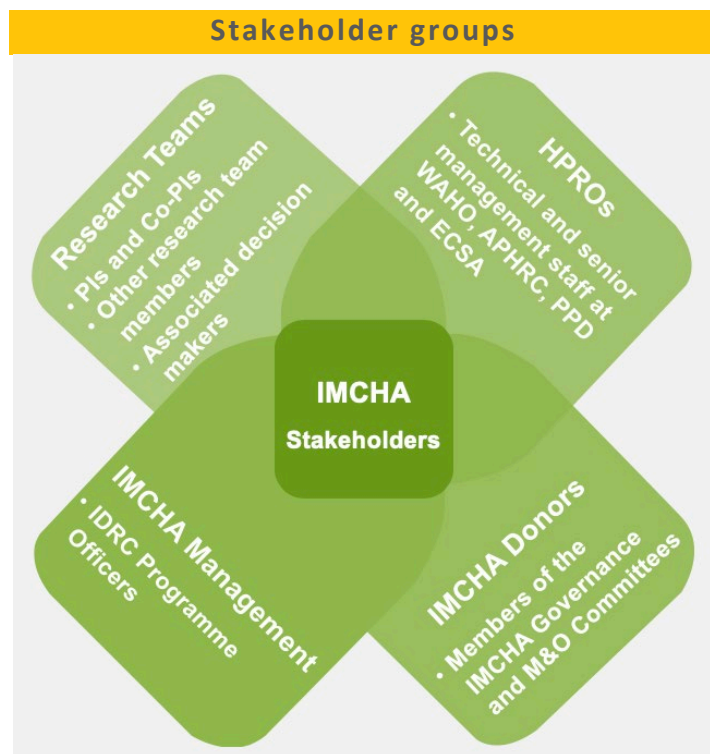 Stakeholder groups
Research Teams
• PIs and Co-PIs
• Other research team
members
• Associated decision
makers
HPROs
• Technical and senior
management staff at
WAHO, APHRC, PPD
and ECSA
IMCHA
Stakeholders
IMCHA Management
• IDRC Programme
Officers
IMCHA Donors
• Members of the
IMCHA Governance
and M&O Committees